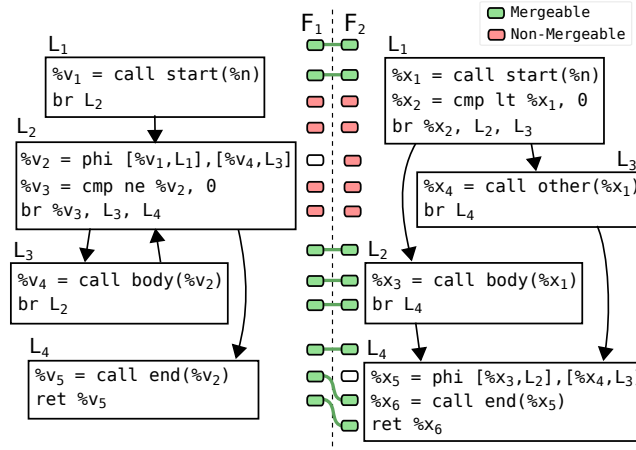 F1 F2
Mergeable
Non-Mergeable
L1
%v1 = call start(%n)
br L2
L2
%v2 = phi [%v1,L1],[%v4,L3]
%v3 = cmp ne %v2, 0
br %v3, L3, L4
L3
%v4 = call body(%v2)
br L2
L4
%v5 = call end(%v2)
ret %v5
L1
%x1 = call start(%n)
%x2 = cmp lt %x1, 0
br %x2, L2, L3
L3
%x4 = call other(%x1)
br L4
L2
%x3 = call body(%x1)
br L4
L4
%x5 = phi [%x3,L2],[%x4,L3]
%x6 = call end(%x5)
ret %x6